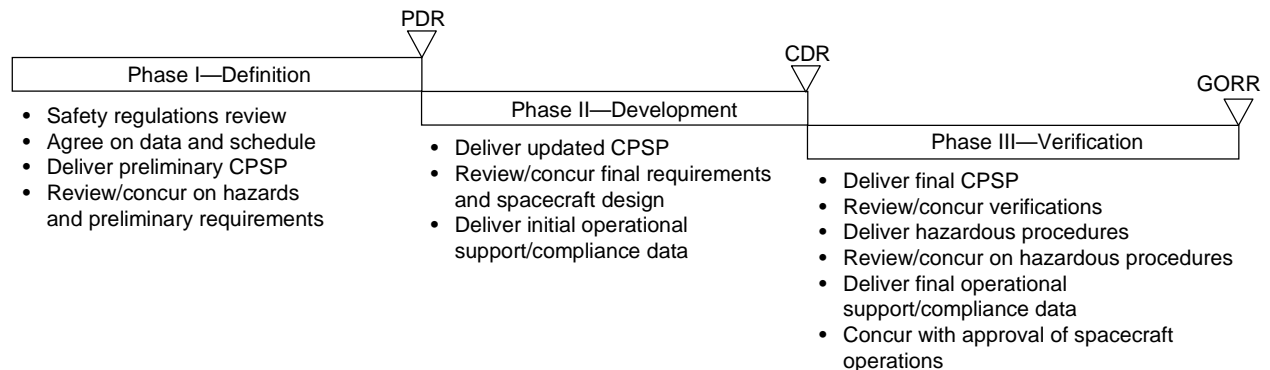 PDR
Phase I—Definition
• Safety regulations review
• Agree on data and schedule
• Deliver preliminary CPSP
• Review/concur on hazards
and preliminary requirements
CDR
Phase II—Development
• Deliver updated CPSP
• Review/concur final requirements
and spacecraft design
• Deliver initial operational
support/compliance data
GORR
Phase III—Verification
• Deliver final CPSP
• Review/concur verifications
• Deliver hazardous procedures
• Review/concur on hazardous procedures
• Deliver final operational
support/compliance data
• Concur with approval of spacecraft
operations